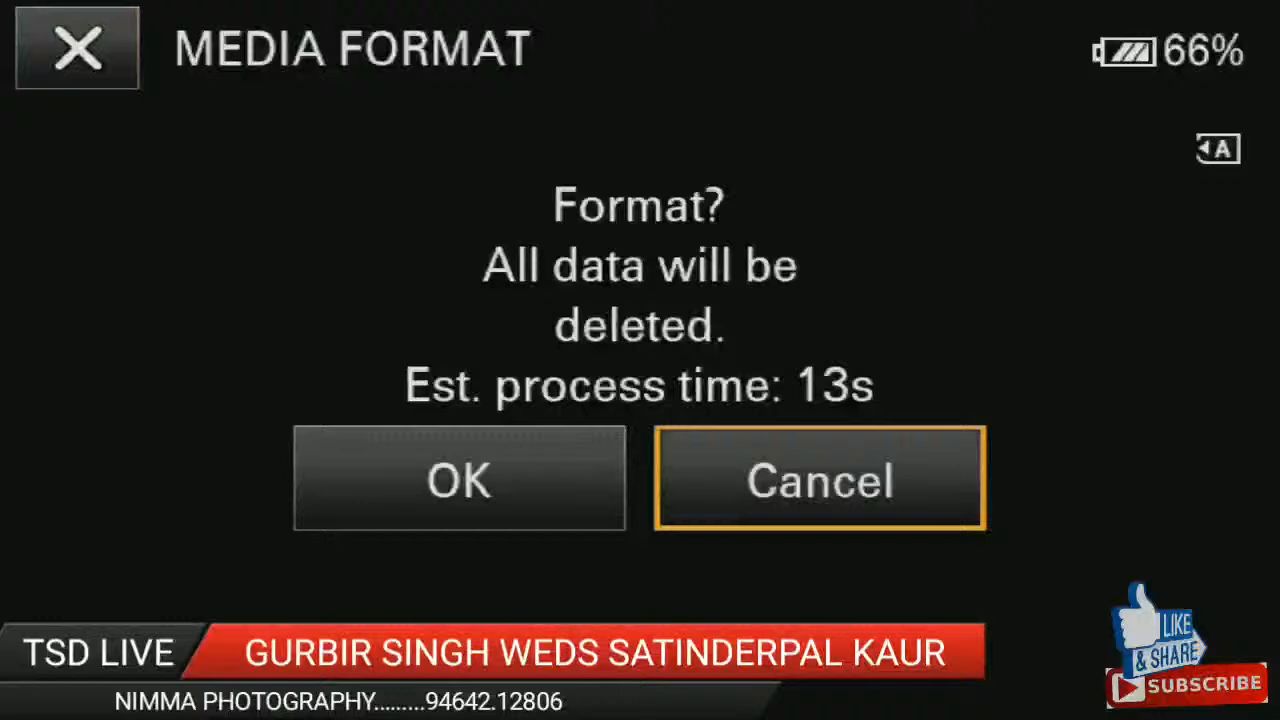 MEDIA FORMAT
66%
A
Format?
All data will be
deleted.
Est. process time: 13s
OK
Cancel
TSD LIVE
GURBIR SINGH WEDS SATINDERPAL KAUR
NIMMA PHOTOGRAPHY.........94642.12806
LIKE
& SHARE
SUBSCRIBE